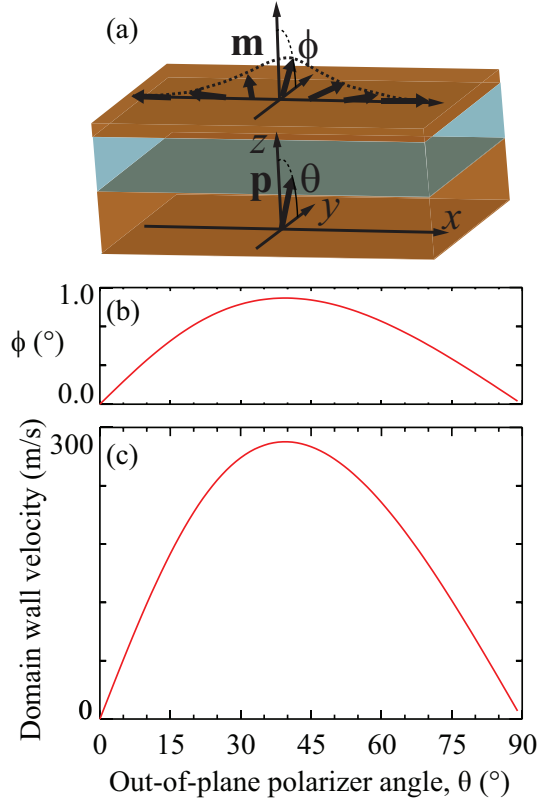 (a)
m
ϕ
z
p
θ
y
x
1.0
(b)
ϕ (°)
0.0
300
(c)
Domain wall velocity (m/s)
0
0 15 30 45 60 75 90
Out-of-plane polarizer angle, θ (°)